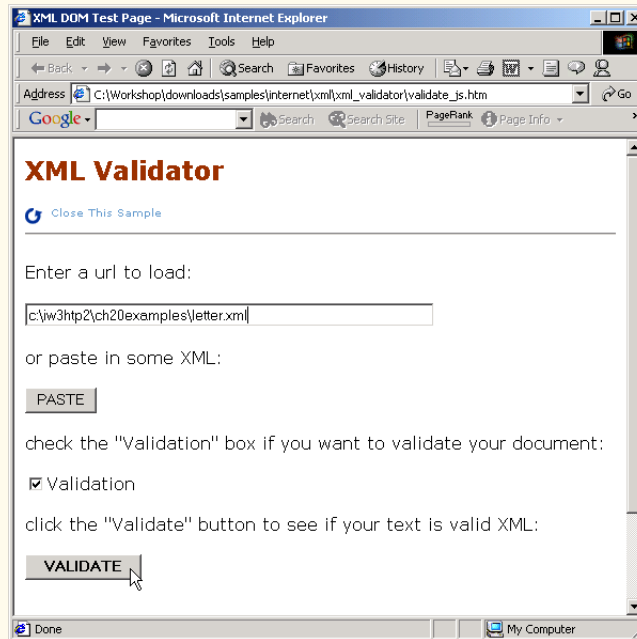 XML DOM Test Page - Microsoft Internet Explorer
File Edit View Favorites Tools Help
Back Search Favorites History
Address C:\Workshop\downloads\samples\internet\xml\xml_validator\validate_js.htm Go
Google Search Search Site PageRank Page Info
XML Validator
Close This Sample
Enter a url to load:
c:\iw3htp2\ch20examples\letter.xml
or paste in some XML:
PASTE
check the "Validation" box if you want to validate your document:
Validation
click the "Validate" button to see if your text is valid XML:
VALIDATE
Done My Computer